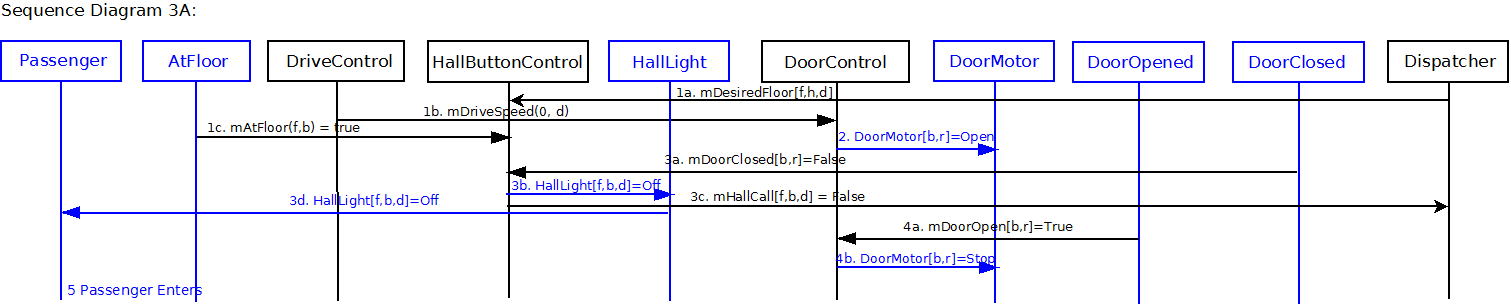 Sequence Diagram 3A:
Passenger
AtFloor
DriveControl
HallButtonControl
HallLight
DoorControl
DoorMotor
DoorOpened
DoorClosed
Dispatcher
1a. mDesiredFloor[f,h,d]
1b. mDriveSpeed(0, d)
1c. mAtFloor(f,b) = true
2. DoorMotor[b,r]=Open
3a. mDoorClosed[b,r]=False
3b. HallLight[f,b,d]=Off
3c. mHallCall[f,b,d] = False
3d. HallLight[f,b,d]=Off
4a. mDoorOpen[b,r]=True
4b. DoorMotor[b,r]=Stop
5 Passenger Enters